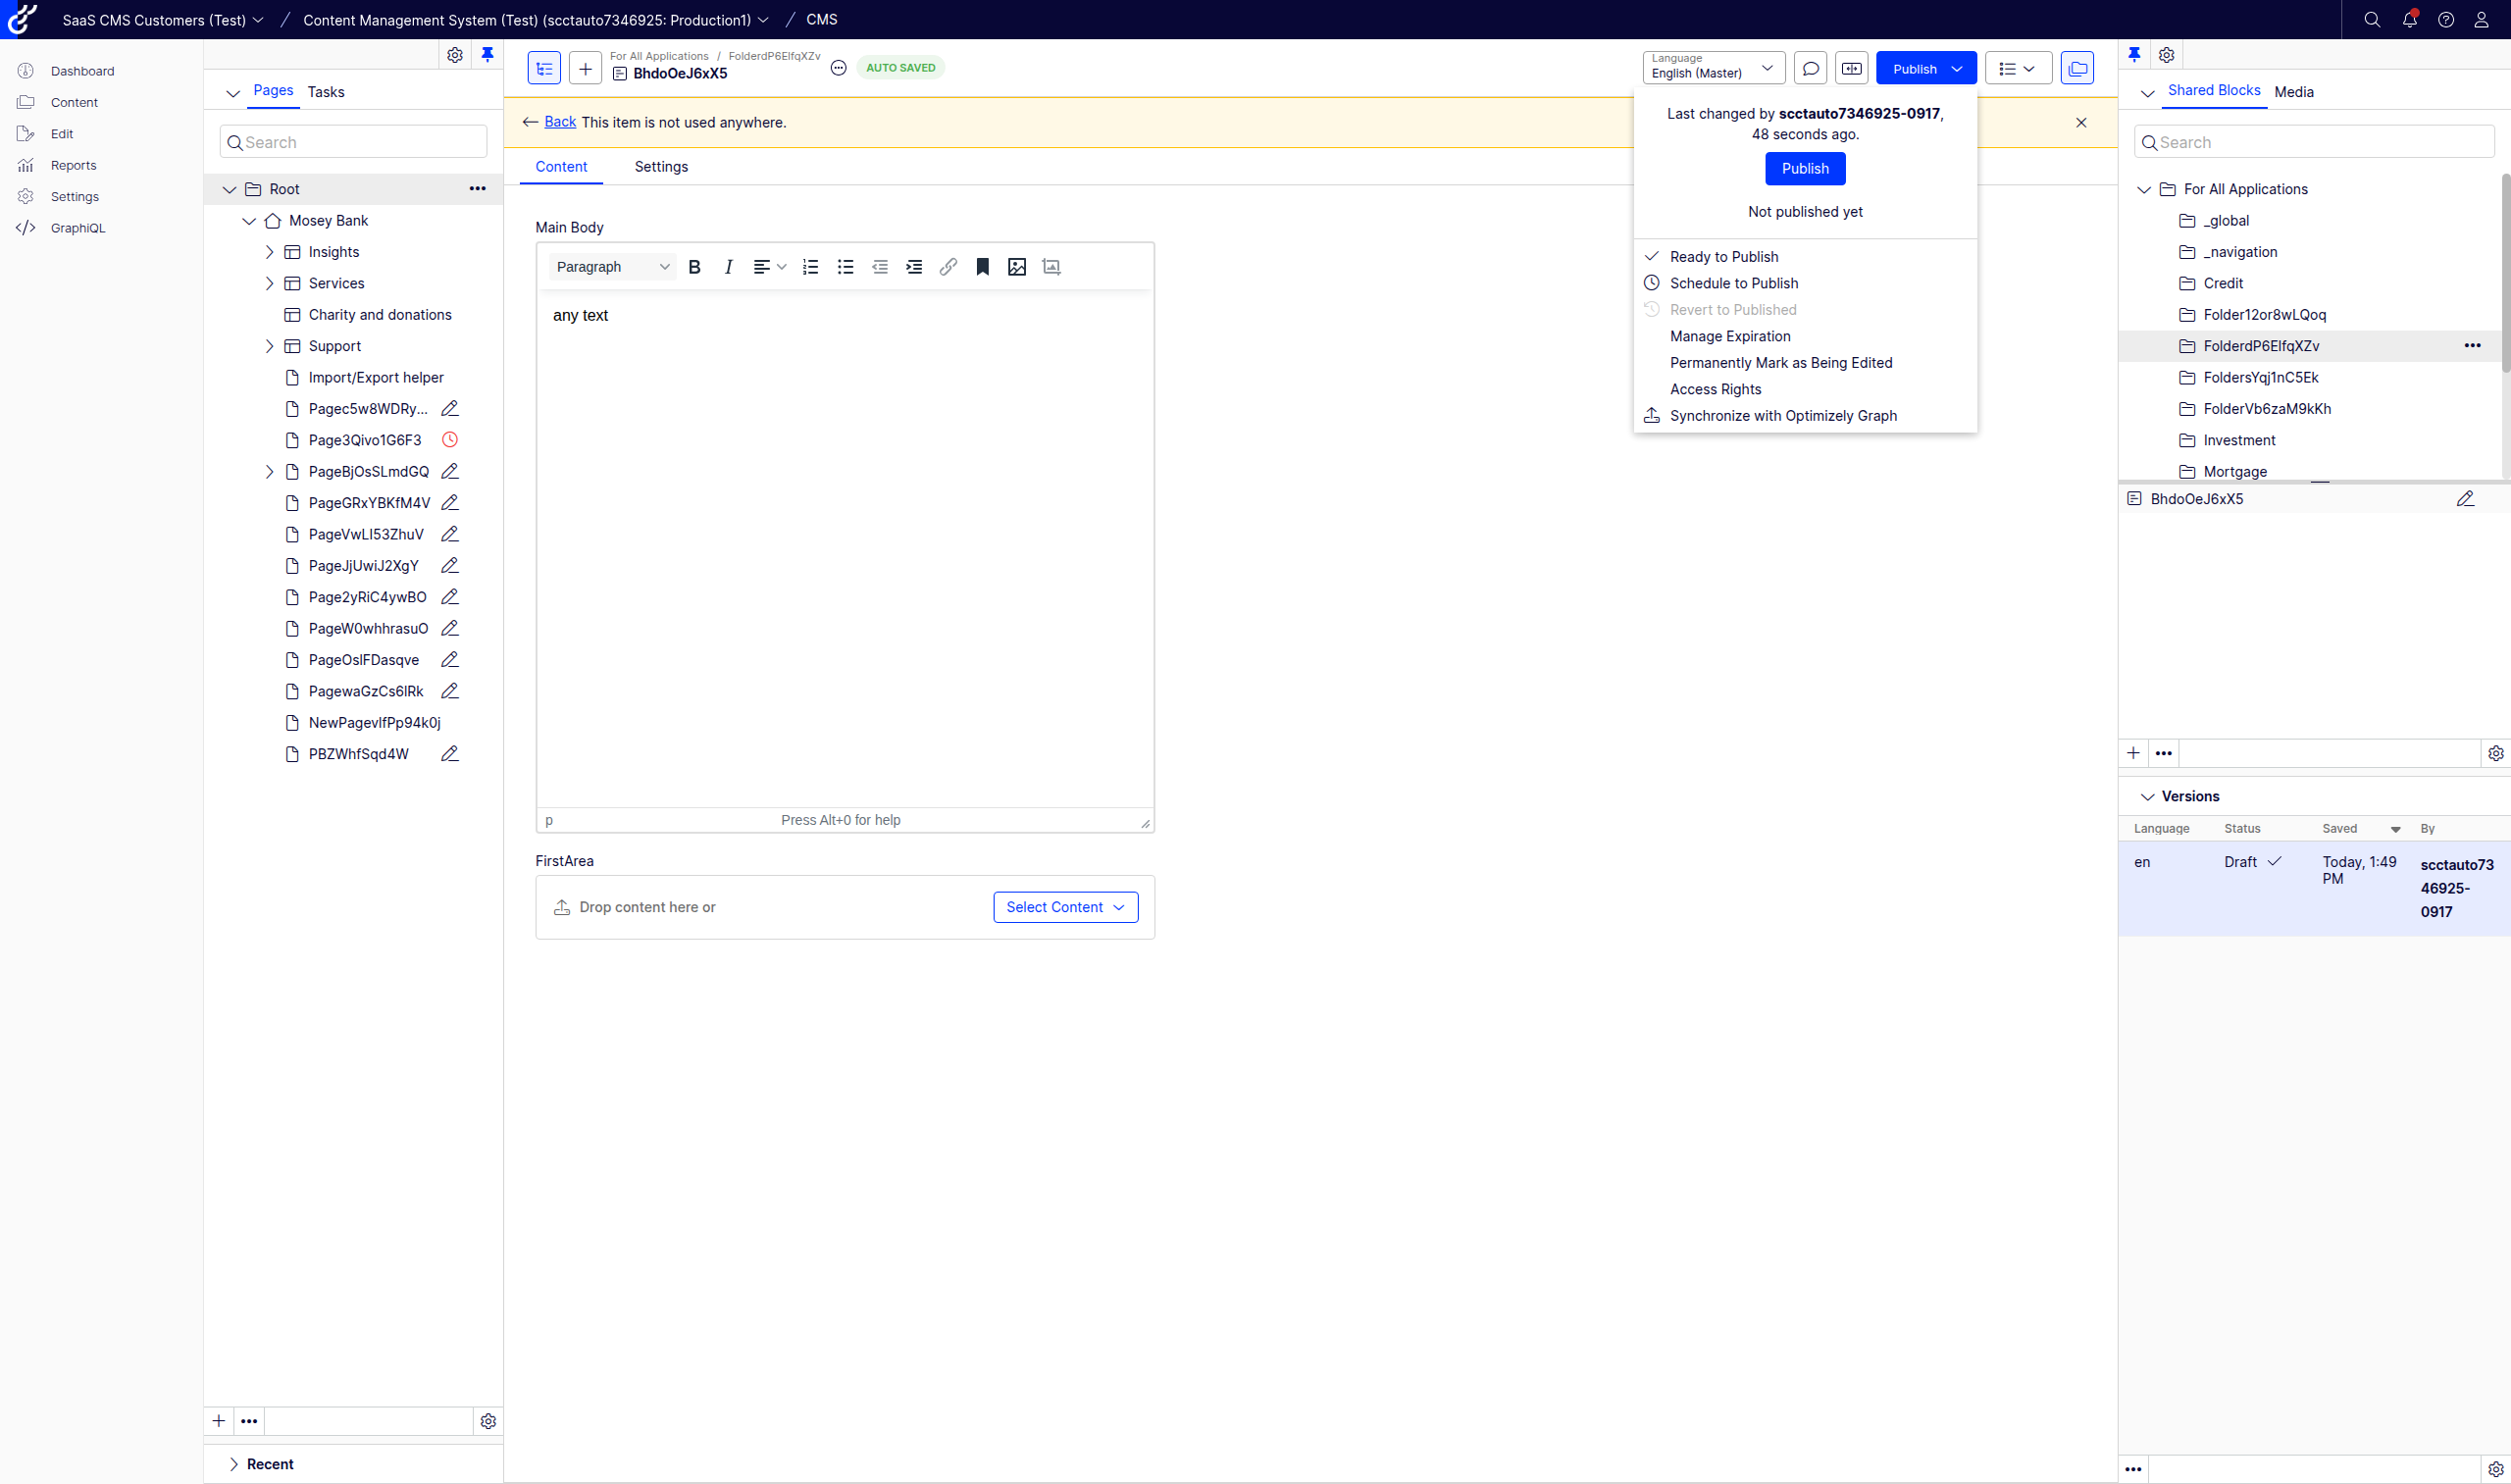 SaaS CMS Customers (Test) / Content Management System (Test) (scctauto7346925: Production1) / CMS
Dashboard
Content
Edit
Reports
Settings
GraphiQL
Pages Tasks
Search
Root
Mosey Bank
Insights
Services
Charity and donations
Support
Import/Export helper
Pagec5w8WDRy...
Page3Qivo1G6F3
PageBjOsSLmdGQ
PageGRxYBKfM4V
PageVwLI53ZhuV
PageJjUwiJ2XgY
Page2yRiC4ywBO
PageW0whhrasuO
PageOsIFDasqve
PagewaGzCs6IRk
NewPagevIfPp94k0j
PBZWhfSqd4W
Recent
For All Applications / FolderdP6ElfqXZv
BhdoOeJ6xX5
AUTO SAVED
Language
English (Master)
Publish
Back This item is not used anywhere.
Content Settings
Main Body
Paragraph B I
any text
p Press Alt+0 for help
FirstArea
Drop content here or Select Content
Last changed by scctauto7346925-0917,
48 seconds ago.
Publish
Not published yet
Ready to Publish
Schedule to Publish
Revert to Published
Manage Expiration
Permanently Mark as Being Edited
Access Rights
Synchronize with Optimizely Graph
Shared Blocks Media
Search
For All Applications
_global
_navigation
Credit
Folder12or8wLQoq
FolderdP6ElfqXZv
FoldersYqj1nC5Ek
FolderVb6zaM9kKh
Investment
Mortgage
BhdoOeJ6xX5
Versions
Language Status Saved By
en Draft Today, 1:49
PM
scctauto73
46925-
0917